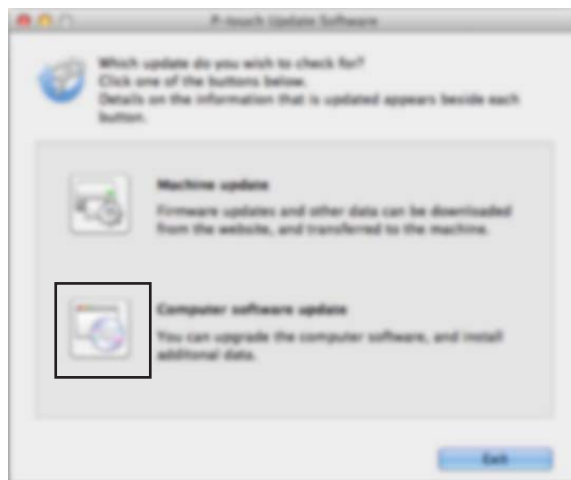 P-touch Update Software
Which update do you wish to check for?
Click one of the buttons below.
Details on the information that is updated appears beside each
button.
Machine update
Firmware updates and other data can be downloaded
from the website, and transferred to the machine.
Computer software update
You can upgrade the computer software, and install
additonal data.
Exit